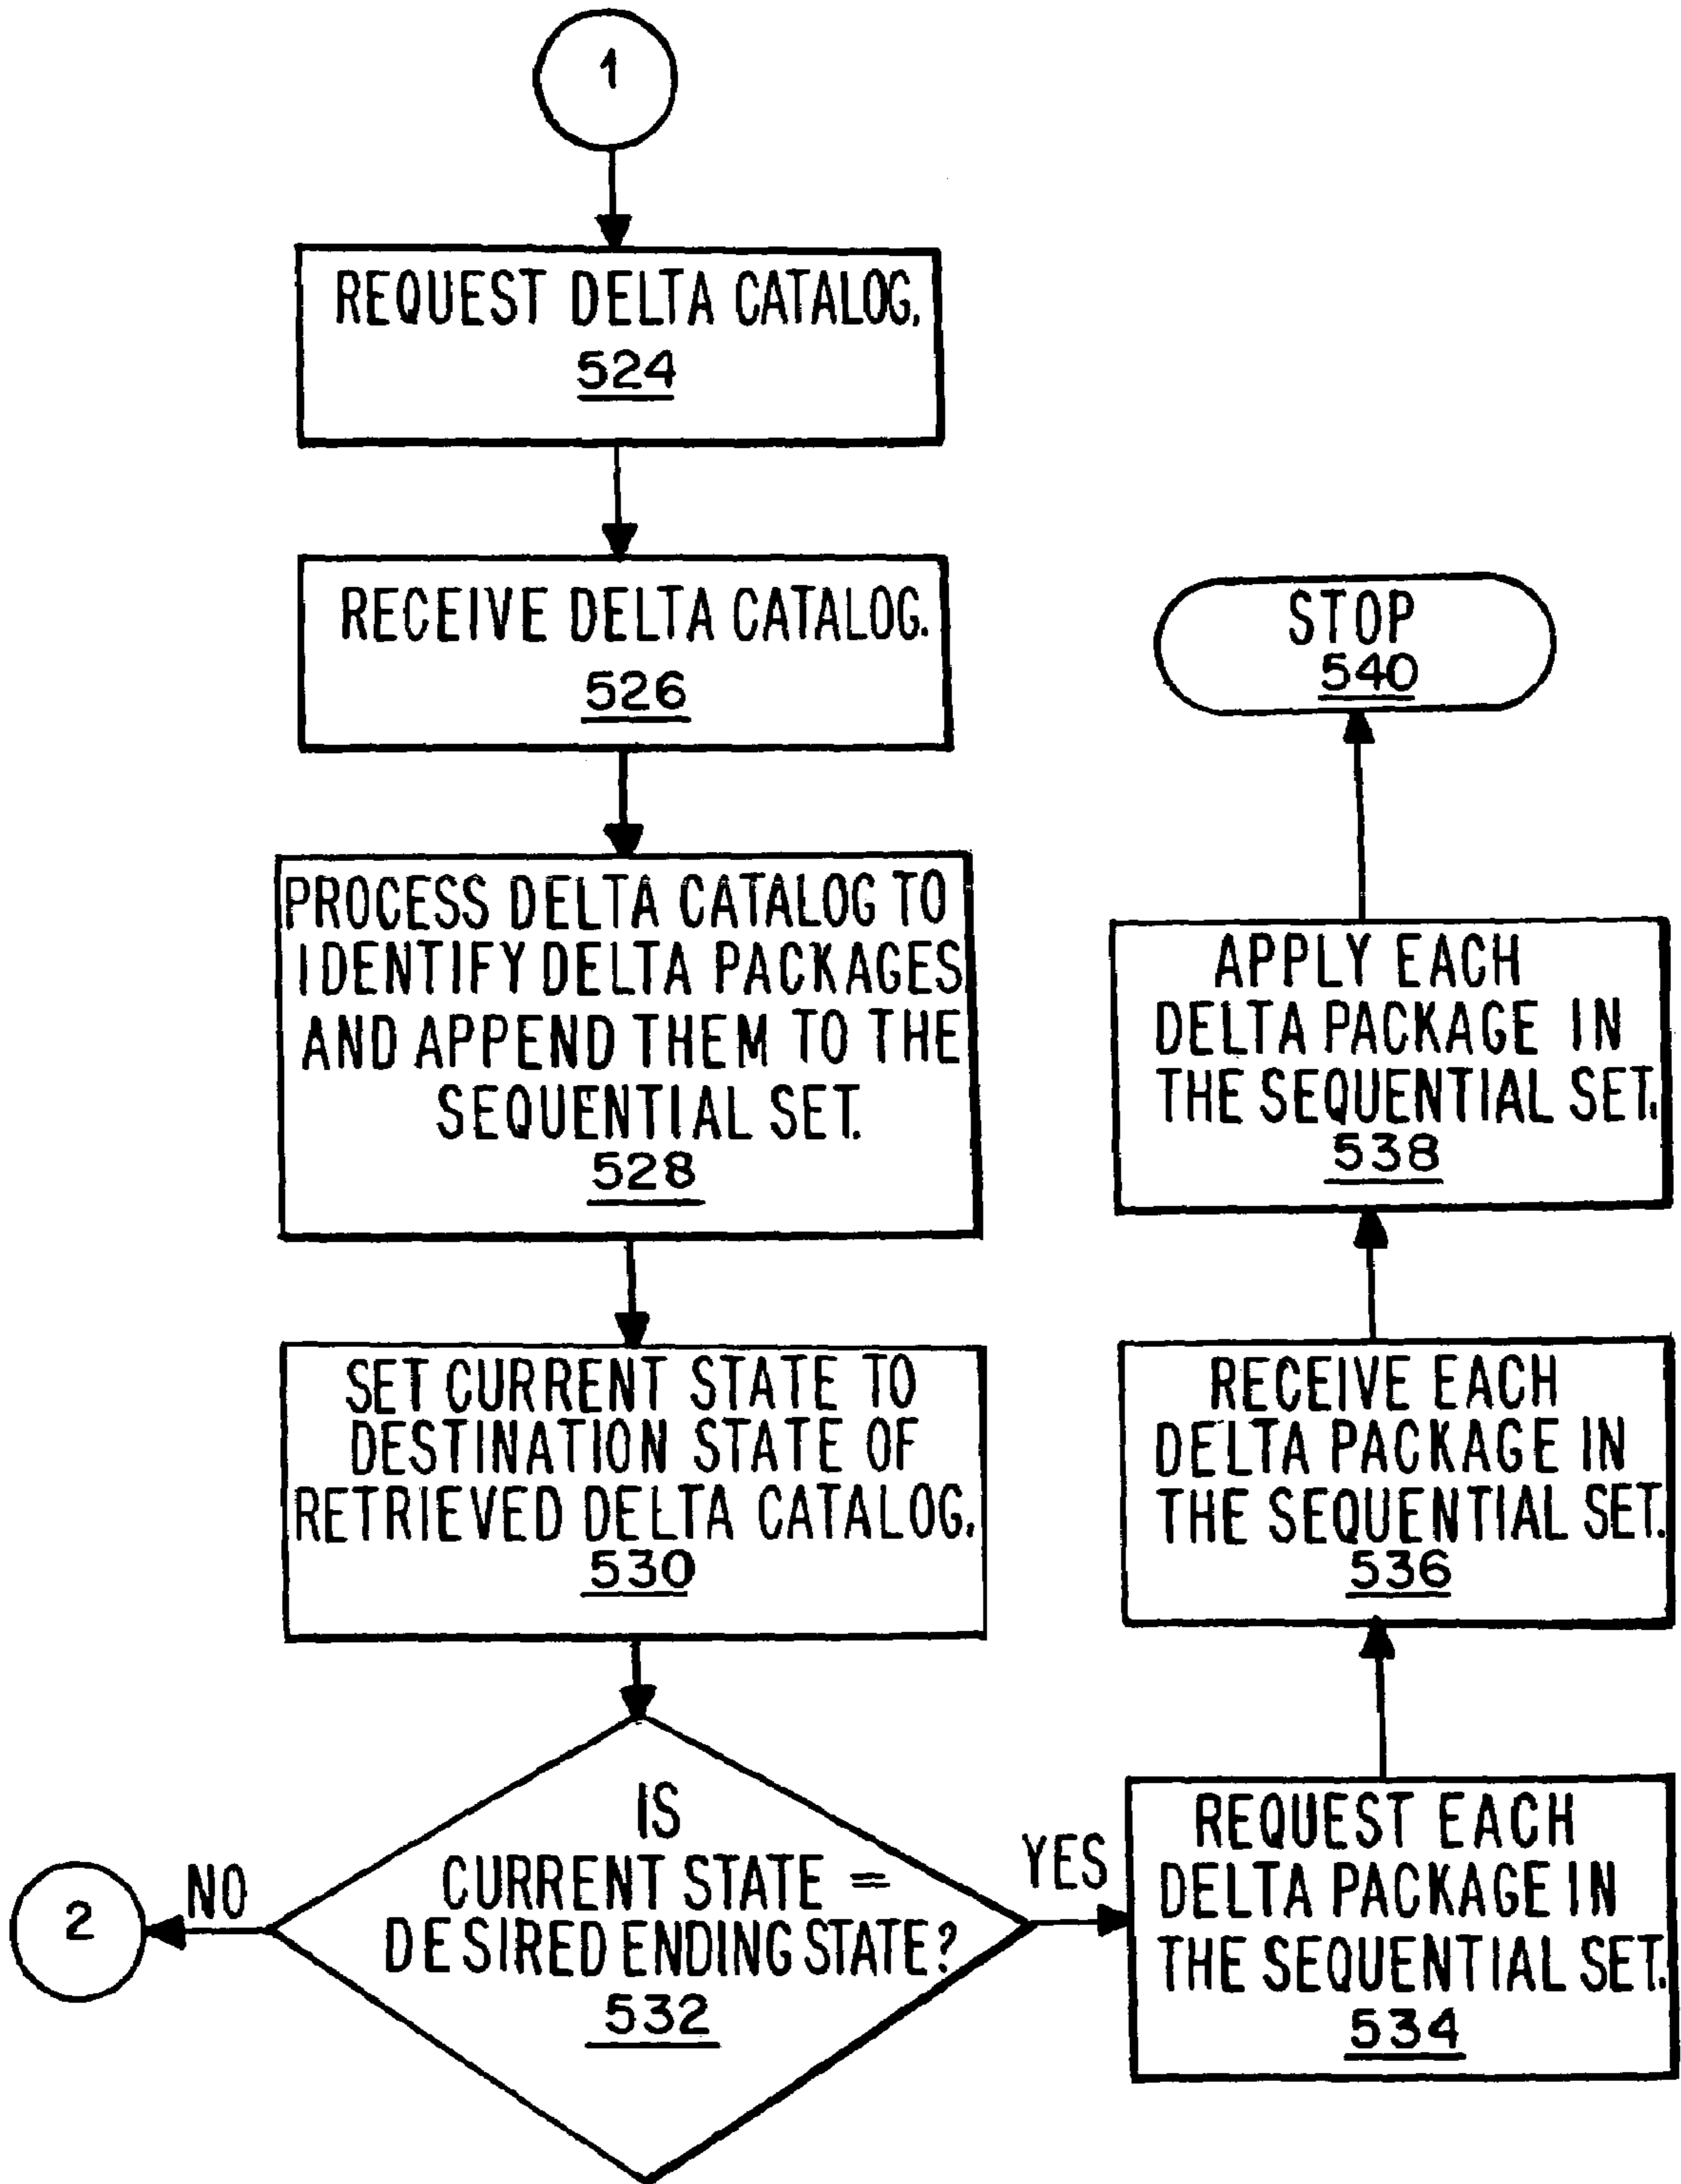 1
REQUEST DELTA CATALOG.
524
RECEIVE DELTA CATALOG.
526
PROCESS DELTA CATALOG TO
IDENTIFY DELTA PACKAGES
AND APPEND THEM TO THE
SEQUENTIAL SET.
528
SET CURRENT STATE TO
DESTINATION STATE OF
RETRIEVED DELTA CATALOG.
530
IS
CURRENT STATE =
DESIRED ENDING STATE?
532
NO
2
YES
REQUEST EACH
DELTA PACKAGE IN
THE SEQUENTIAL SET.
534
RECEIVE EACH
DELTA PACKAGE IN
THE SEQUENTIAL SET.
536
APPLY EACH
DELTA PACKAGE IN
THE SEQUENTIAL SET.
538
STOP
540